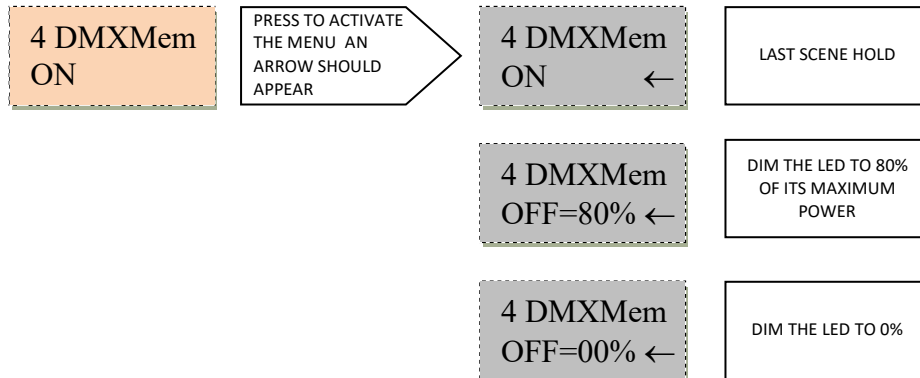 4 DMXMem
ON
PRESS TO ACTIVATE
THE MENU AN
ARROW SHOULD
APPEAR
4 DMXMem
ON ←
LAST SCENE HOLD
4 DMXMem
OFF=80% ←
DIM THE LED TO 80%
OF ITS MAXIMUM
POWER
4 DMXMem
OFF=00% ←
DIM THE LED TO 0%